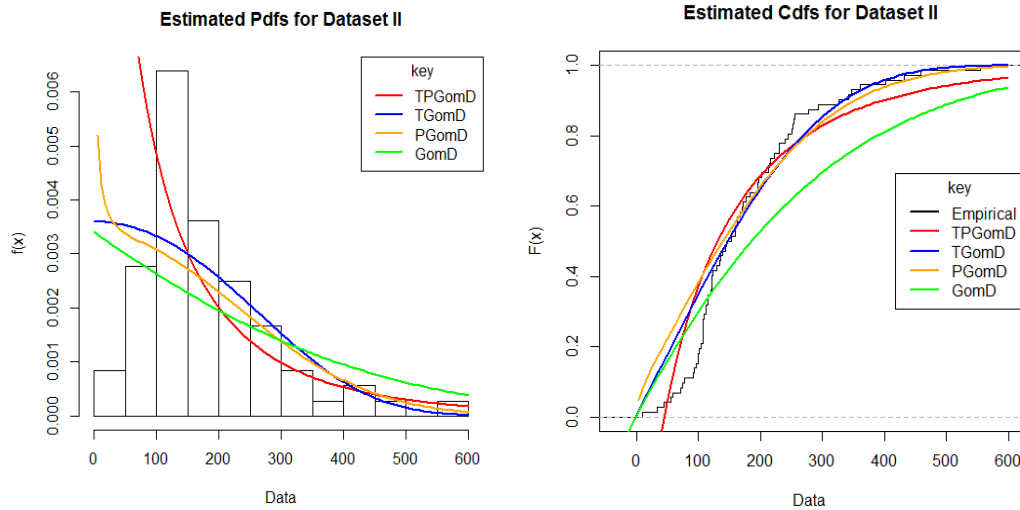 Estimated Pdfs for Dataset II
f(x)
0.006
0.005
0.004
0.003
0.002
0.001
0.000
key
TPGomD
TGomD
PGomD
GomD
0 100 200 300 400 500 600
Data
Estimated Cdfs for Dataset II
F(x)
1.0
0.8
0.6
0.4
0.2
0.0
key
Empirical
TPGomD
TGomD
PGomD
GomD
0 100 200 300 400 500 600
Data